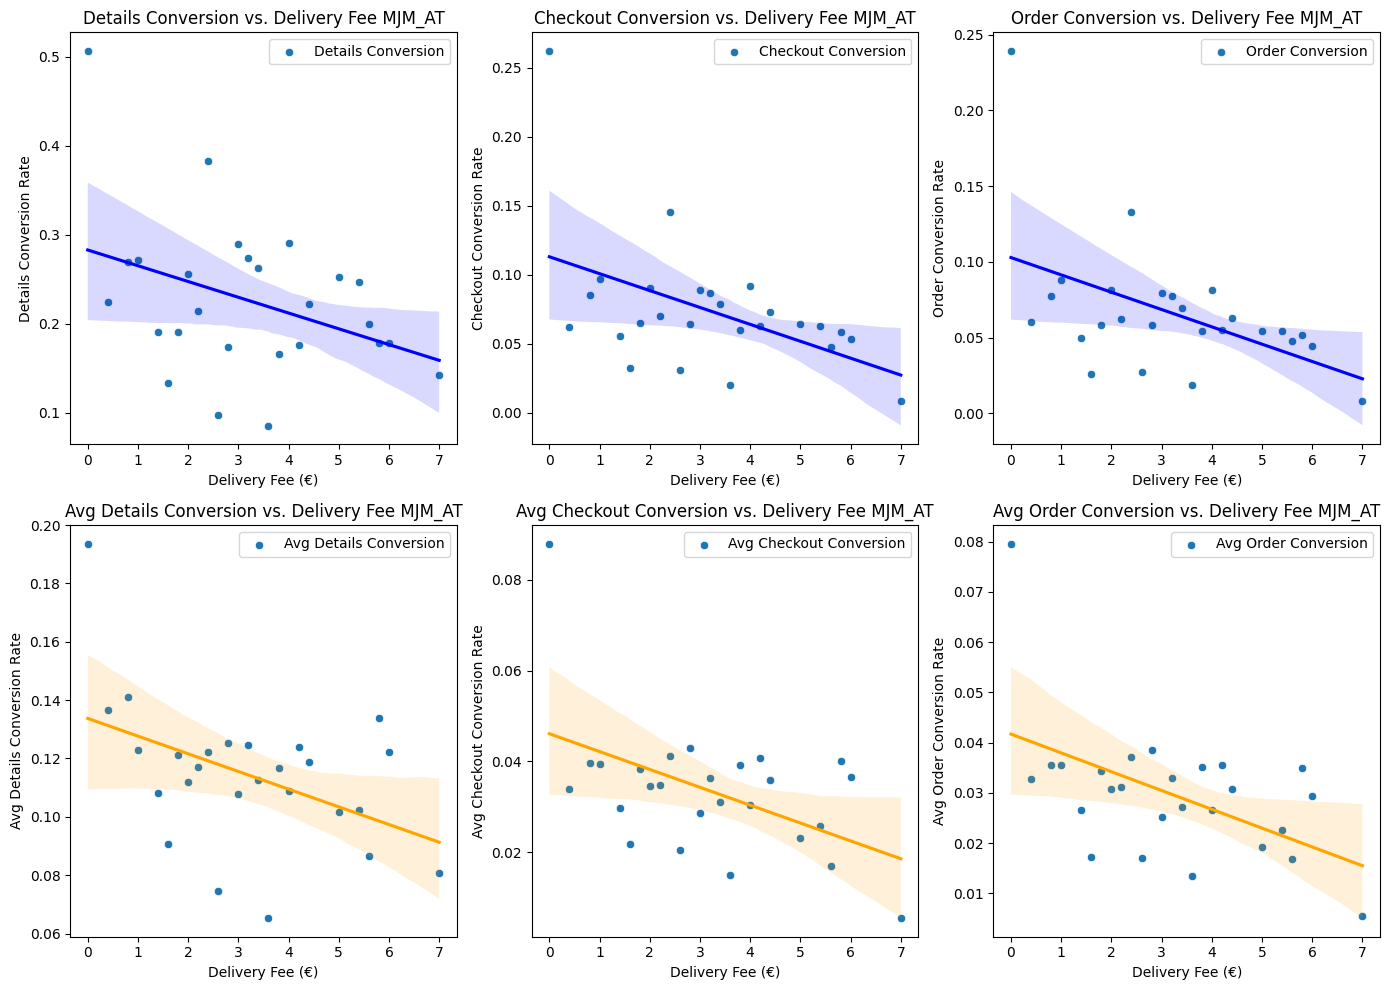 Details Conversion vs. Delivery Fee MJM_AT
Details Conversion
Details Conversion Rate
0.5
0.4
0.3
0.2
0.1
0 1 2 3 4 5 6 7
Delivery Fee (€)
Checkout Conversion vs. Delivery Fee MJM_AT
Checkout Conversion
Checkout Conversion Rate
0.25
0.20
0.15
0.10
0.05
0.00
0 1 2 3 4 5 6 7
Delivery Fee (€)
Order Conversion vs. Delivery Fee MJM_AT
Order Conversion
Order Conversion Rate
0.25
0.20
0.15
0.10
0.05
0.00
0 1 2 3 4 5 6 7
Delivery Fee (€)
Avg Details Conversion vs. Delivery Fee MJM_AT
Avg Details Conversion
Avg Details Conversion Rate
0.20
0.18
0.16
0.14
0.12
0.10
0.08
0.06
0 1 2 3 4 5 6 7
Delivery Fee (€)
Avg Checkout Conversion vs. Delivery Fee MJM_AT
Avg Checkout Conversion
Avg Checkout Conversion Rate
0.08
0.06
0.04
0.02
0 1 2 3 4 5 6 7
Delivery Fee (€)
Avg Order Conversion vs. Delivery Fee MJM_AT
Avg Order Conversion
Avg Order Conversion Rate
0.08
0.07
0.06
0.05
0.04
0.03
0.02
0.01
0 1 2 3 4 5 6 7
Delivery Fee (€)